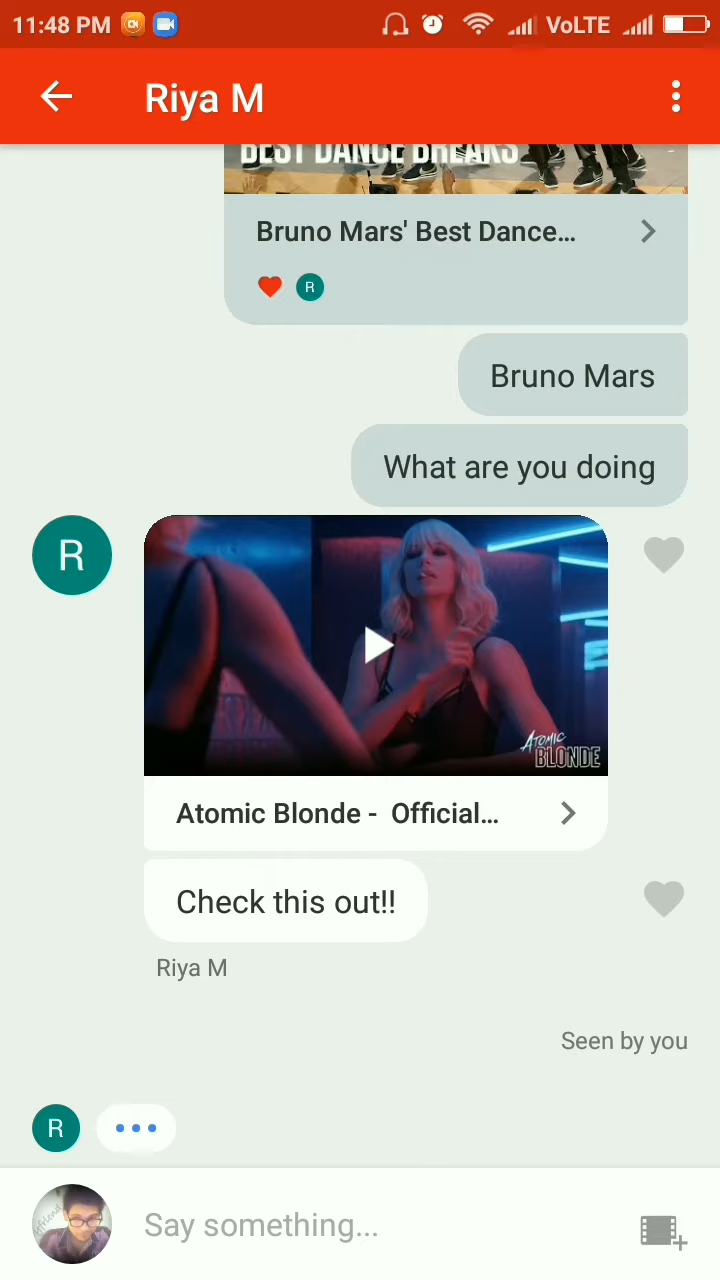 11:48 PM VoLTE
Riya M
BEST DANCE BREAKS
Bruno Mars' Best Dance...
R
Bruno Mars
What are you doing
R
ATOMIC
BLONDE
Atomic Blonde - Official...
Check this out!!
Riya M
Seen by you
R
Say something...